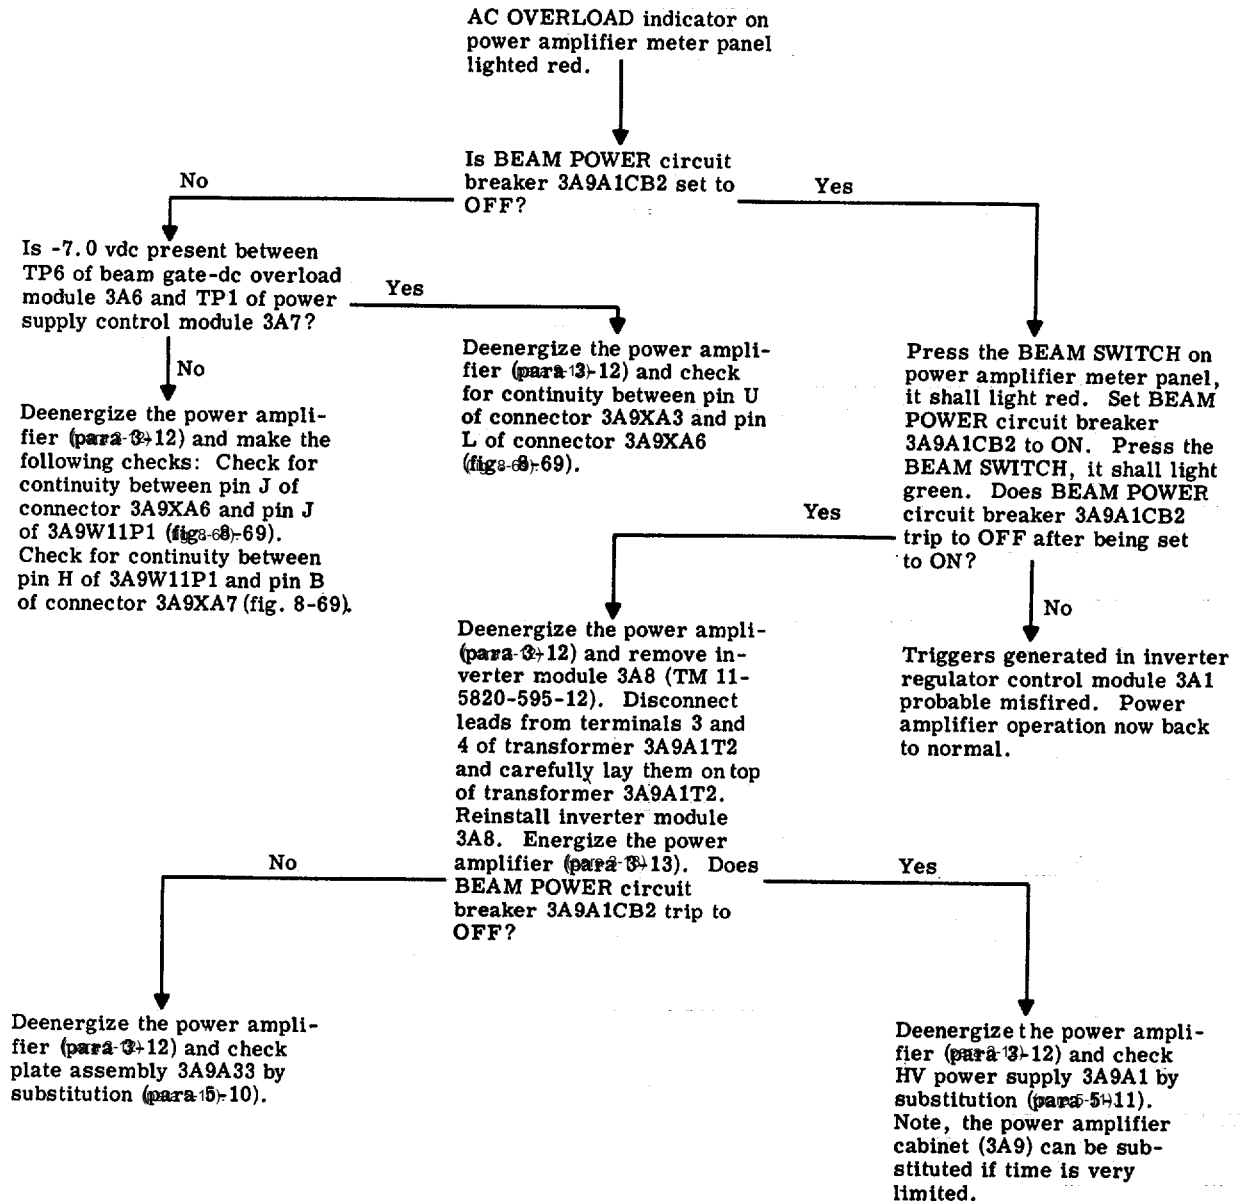 AC OVERLOAD indicator on
power amplifier meter panel
lighted red.
Is BEAM POWER circuit
breaker 3A9A1CB2 set to
OFF?
No
Yes
Is -7.0 vdc present between
TP6 of beam gate-dc overload
module 3A6 and TP1 of power
supply control module 3A7?
Yes
No
Deenergize the power ampli-
fier (para 3-12) and make the
following checks: Check for
continuity between pin J of
connector 3A9XA6 and pin J
of 3A9W11P1 (fig. 8-69).
Check for continuity between
pin H of 3A9W11P1 and pin B
of connector 3A9XA7 (fig. 8-69).
Deenergize the power ampli-
fier (para 3-12) and check
for continuity between pin U
of connector 3A9XA3 and pin
L of connector 3A9XA6
(fig. 8-69).
Press the BEAM SWITCH on
power amplifier meter panel,
it shall light red. Set BEAM
POWER circuit breaker
3A9A1CB2 to ON. Press the
BEAM SWITCH, it shall light
green. Does BEAM POWER
circuit breaker 3A9A1CB2
trip to OFF after being set
to ON?
Yes
No
Deenergize the power ampli-
(para 3-12) and remove in-
verter module 3A8 (TM 11-
5820-595-12). Disconnect
leads from terminals 3 and
4 of transformer 3A9A1T2
and carefully lay them on top
of transformer 3A9A1T2.
Reinstall inverter module
3A8. Energize the power
amplifier (para 3-13). Does
BEAM POWER circuit
breaker 3A9A1CB2 trip to
OFF?
Triggers generated in inverter
regulator control module 3A1
probable misfired. Power
amplifier operation now back
to normal.
No
Yes
Deenergize the power ampli-
fier (para 3-12) and check
plate assembly 3A9A33 by
substitution (para 5-10).
Deenergize the power ampli-
fier (para 3-12) and check
HV power supply 3A9A1 by
substitution (para 5-11).
Note, the power amplifier
cabinet (3A9) can be sub-
stituted if time is very
limited.